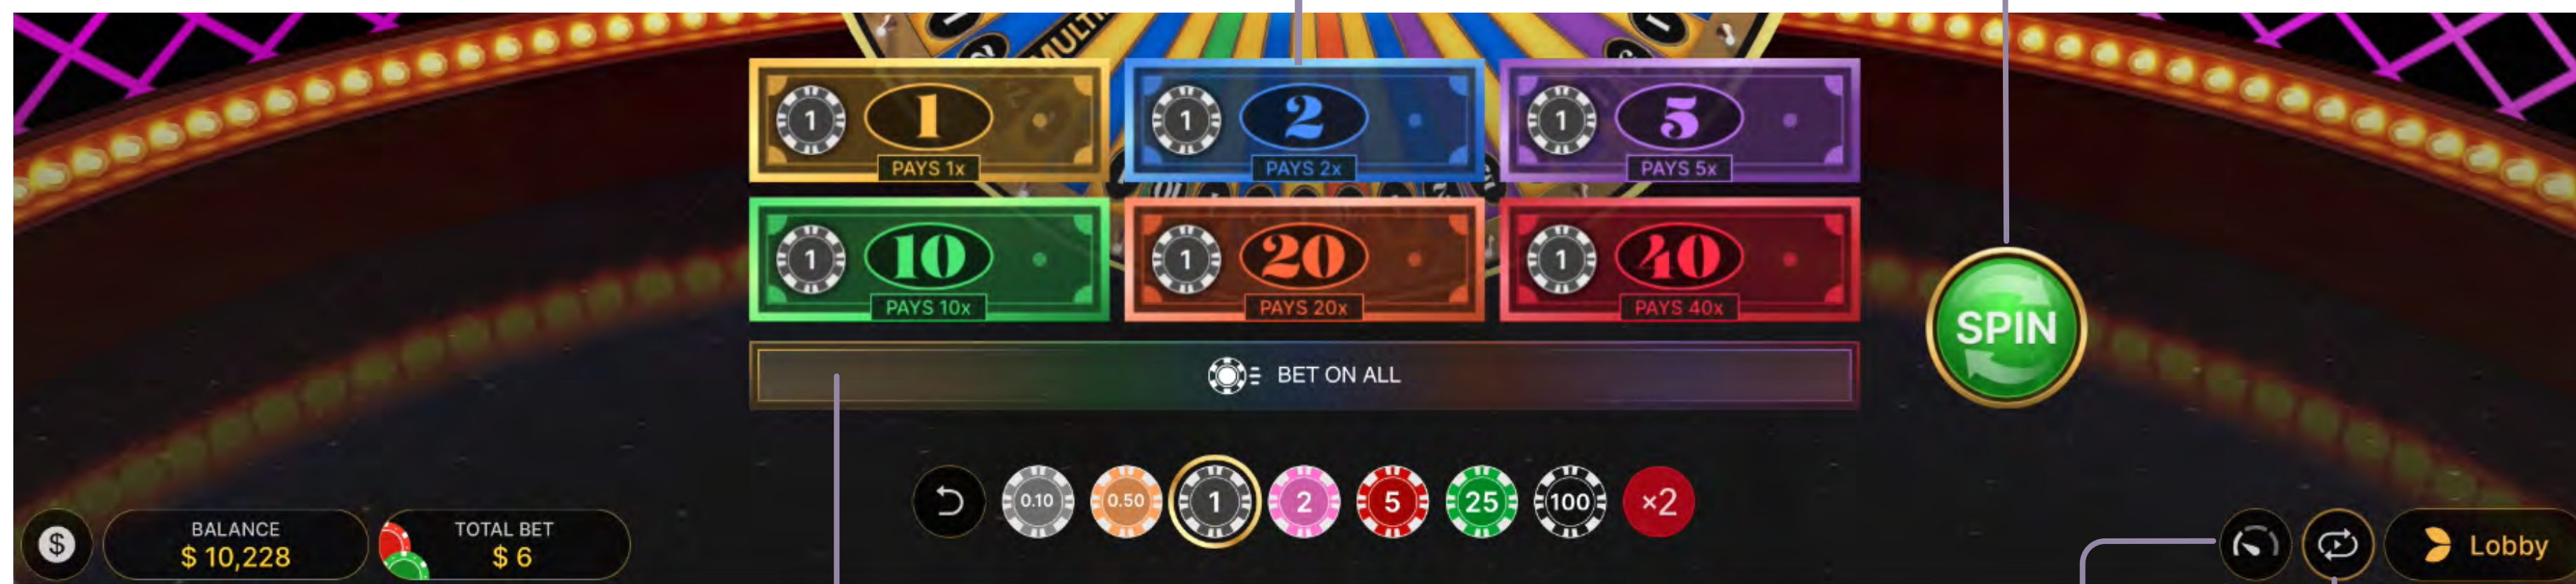 MULTI
1 1 1
1 2 5
PAYS 1x PAYS 2x PAYS 5x
1 1 1
10 20 40
PAYS 10x PAYS 20x PAYS 40x
SPIN
BET ON ALL
0.10 0.50 1 2 5 25 100 ×2
$
BALANCE
$ 10,228
TOTAL BET
$ 6
Lobby